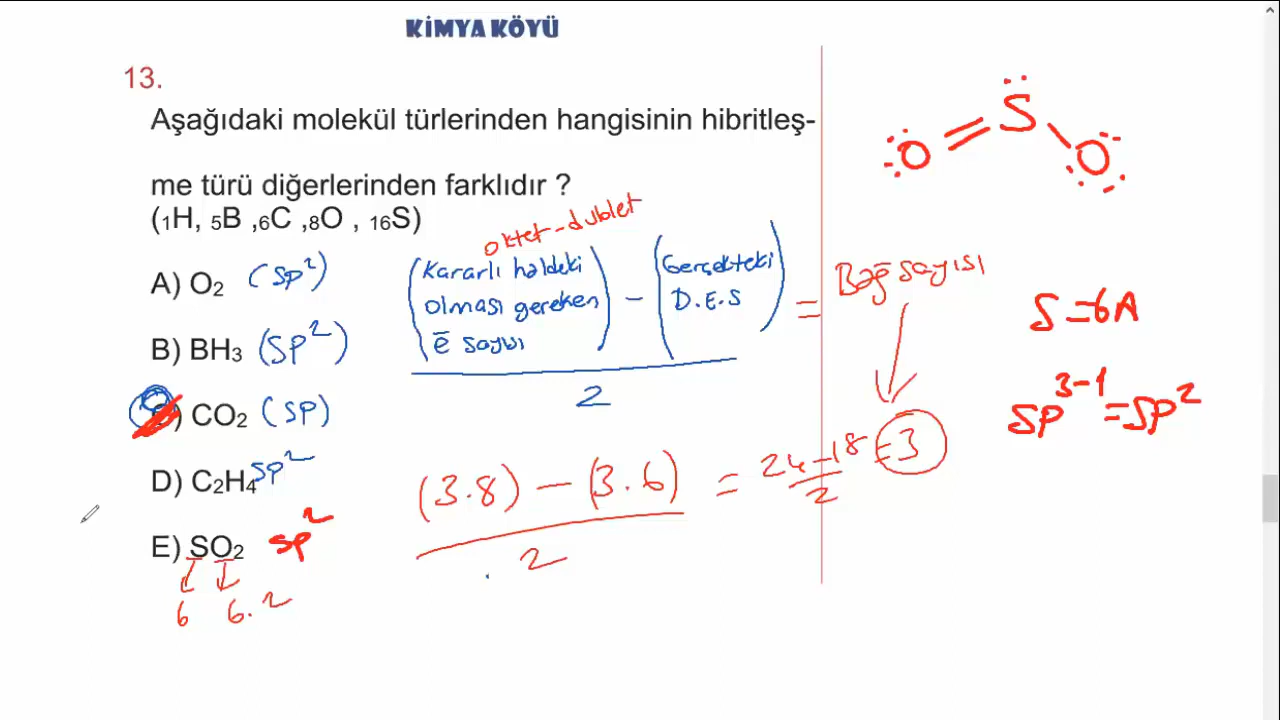 KİMYA KÖYÜ
13.
Aşağıdaki molekül türlerinden hangisinin hibritleş-
me türü diğerlerinden farklıdır ?
(₁H, ₅B ,₆C ,₈O , ₁₆S)
A) O₂ (sp²)
B) BH₃ (sp²)
CO₂ (sp)
D) C₂H₄ sp²
E) SO₂ sp²
6 6.2
oktet-dublet
(Kararlı haldeki olması gereken ē sayısı) − (Gerçekteki D.E.S) = Bağ sayısı
2
(3.8) − (3.6) = 24−18 = 3
2 2
S
O = S - O
S = 6A
sp³⁻¹ = sp²